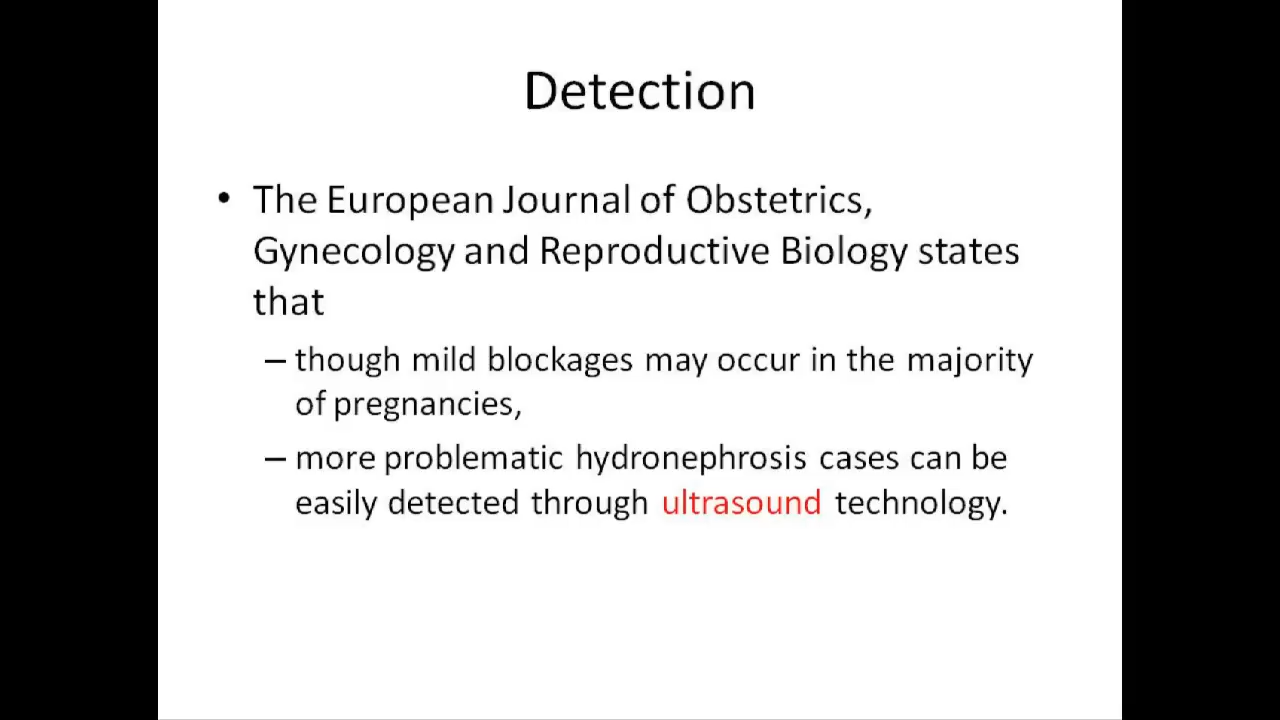 Detection
• The European Journal of Obstetrics,
Gynecology and Reproductive Biology states
that
– though mild blockages may occur in the majority
of pregnancies,
– more problematic hydronephrosis cases can be
easily detected through ultrasound technology.